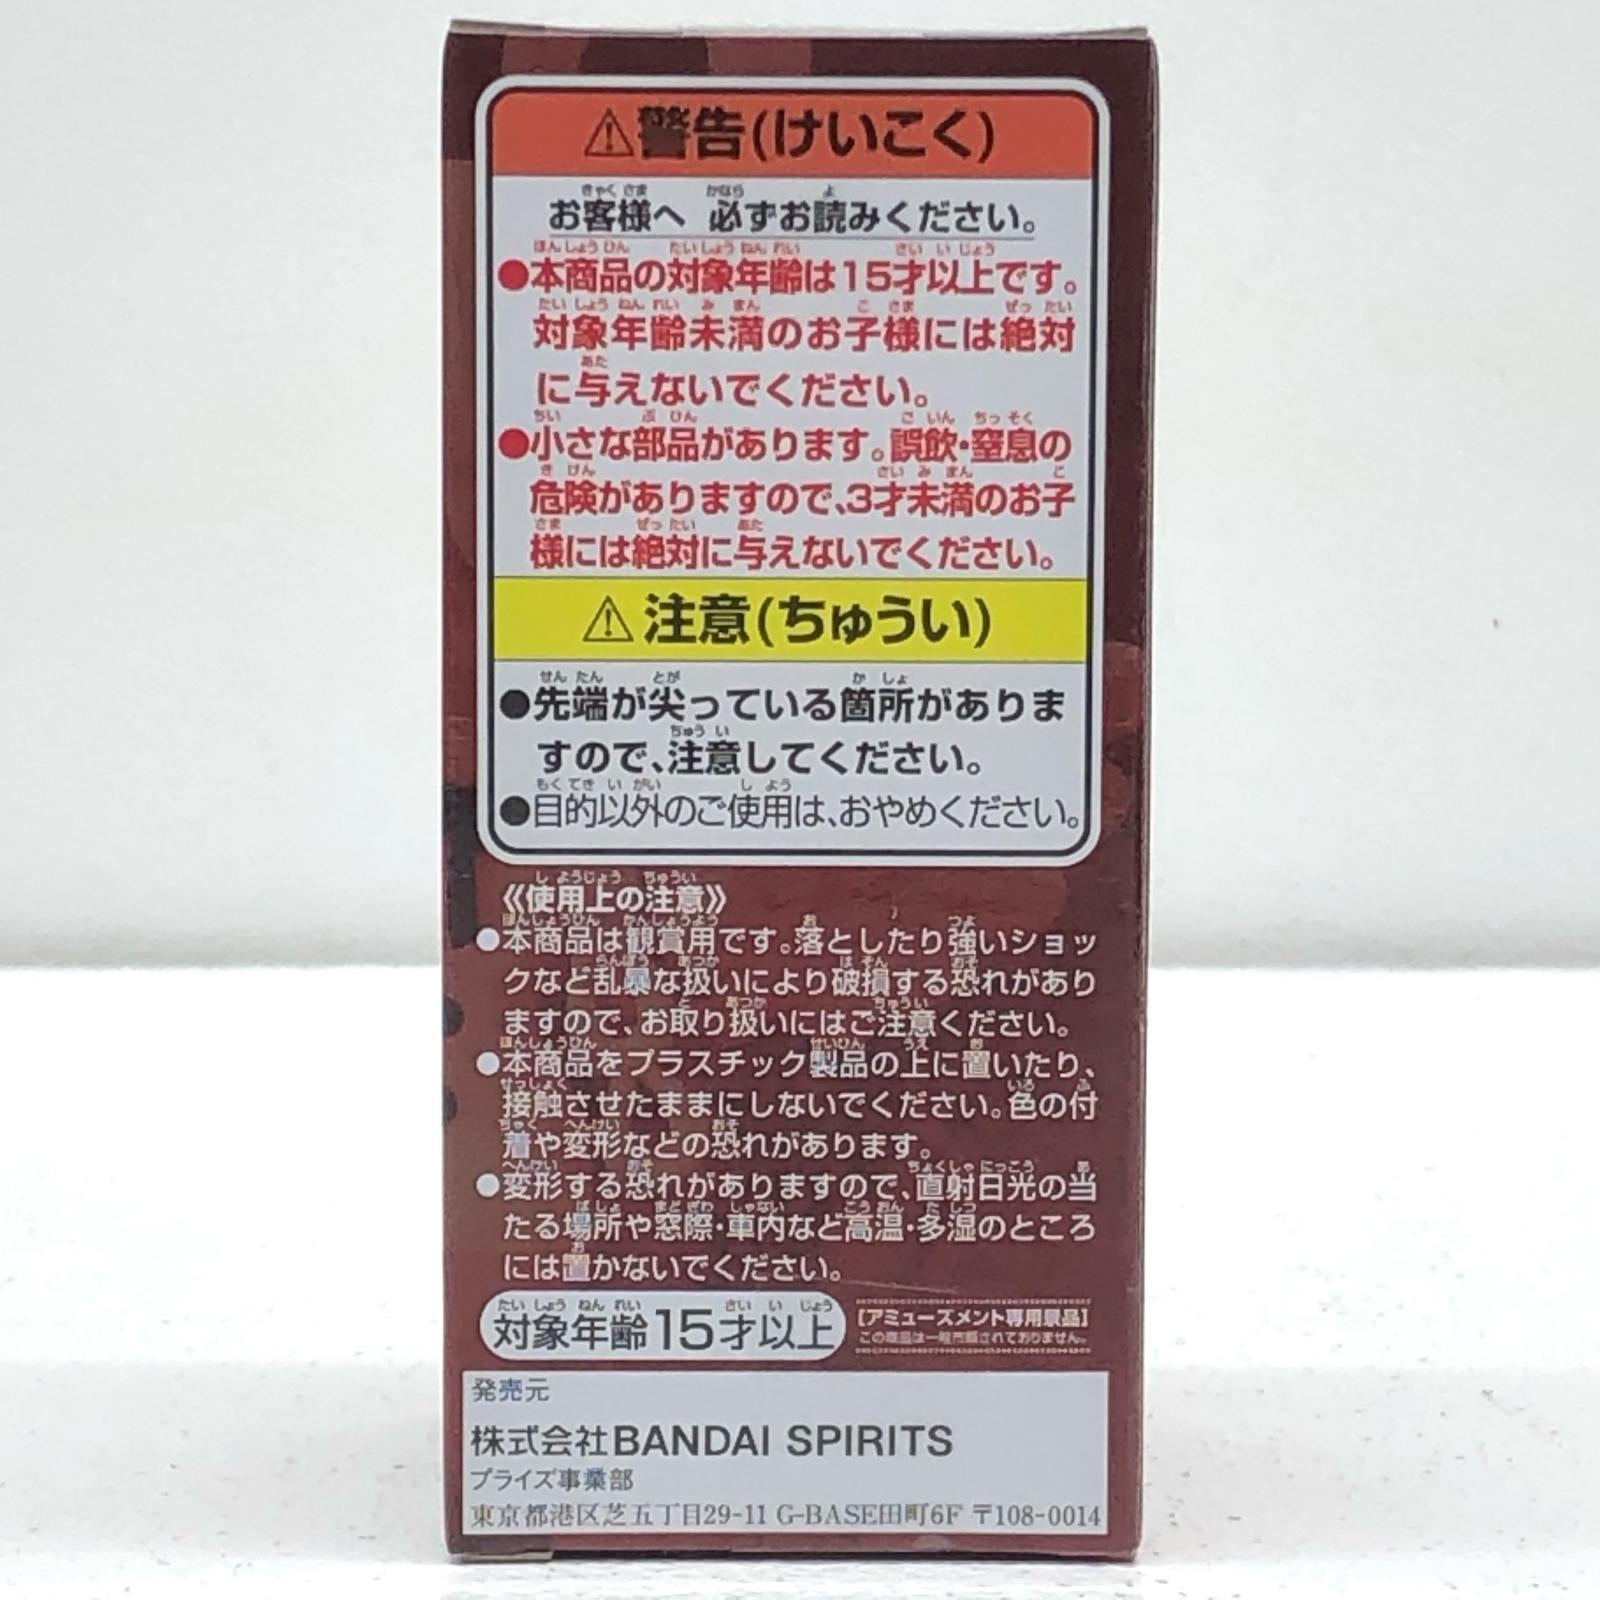 ⚠警告(けいこく)
お客様へ 必ずお読みください。
●本商品の対象年齢は15才以上です。
対象年齢未満のお子様には絶対
に与えないでください。
●小さな部品があります。誤飲・窒息の
危険がありますので、3才未満のお子
様には絶対に与えないでください。
⚠注意(ちゅうい)
●先端が尖っている箇所がありま
すので、注意してください。
●目的以外のご使用は、おやめください。
《使用上の注意》
●本商品は観賞用です。落としたり強いショッ
クなど乱暴な扱いにより破損する恐れがあり
ますので、お取り扱いにはご注意ください。
●本商品をプラスチック製品の上に置いたり、
接触させたままにしないでください。色の付
着や変形などの恐れがあります。
●変形する恐れがありますので、直射日光の当
たる場所や窓際・車内など高温・多湿のところ
には置かないでください。
対象年齢15才以上
[アミューズメント専用景品]
この商品は一般市販されておりません。
発売元
株式会社BANDAI SPIRITS
プライズ事業部
東京都港区芝五丁目29-11 G-BASE田町6F 〒108-0014